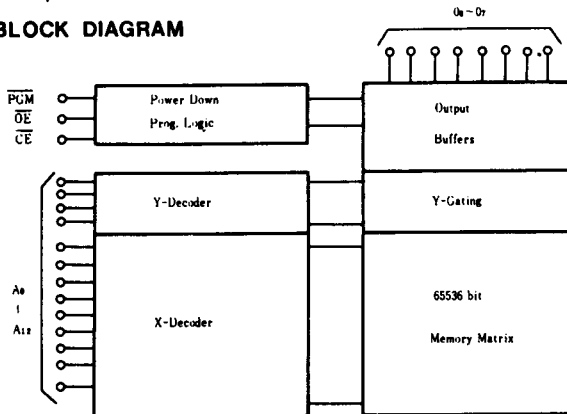 BLOCK DIAGRAM
O₀~O₇
PGM
OE
CE
Power Down
Prog. Logic
Output
Buffers
Y-Decoder
Y-Gating
A₀
~
A₁₂
X-Decoder
65536 bit
Memory Matrix